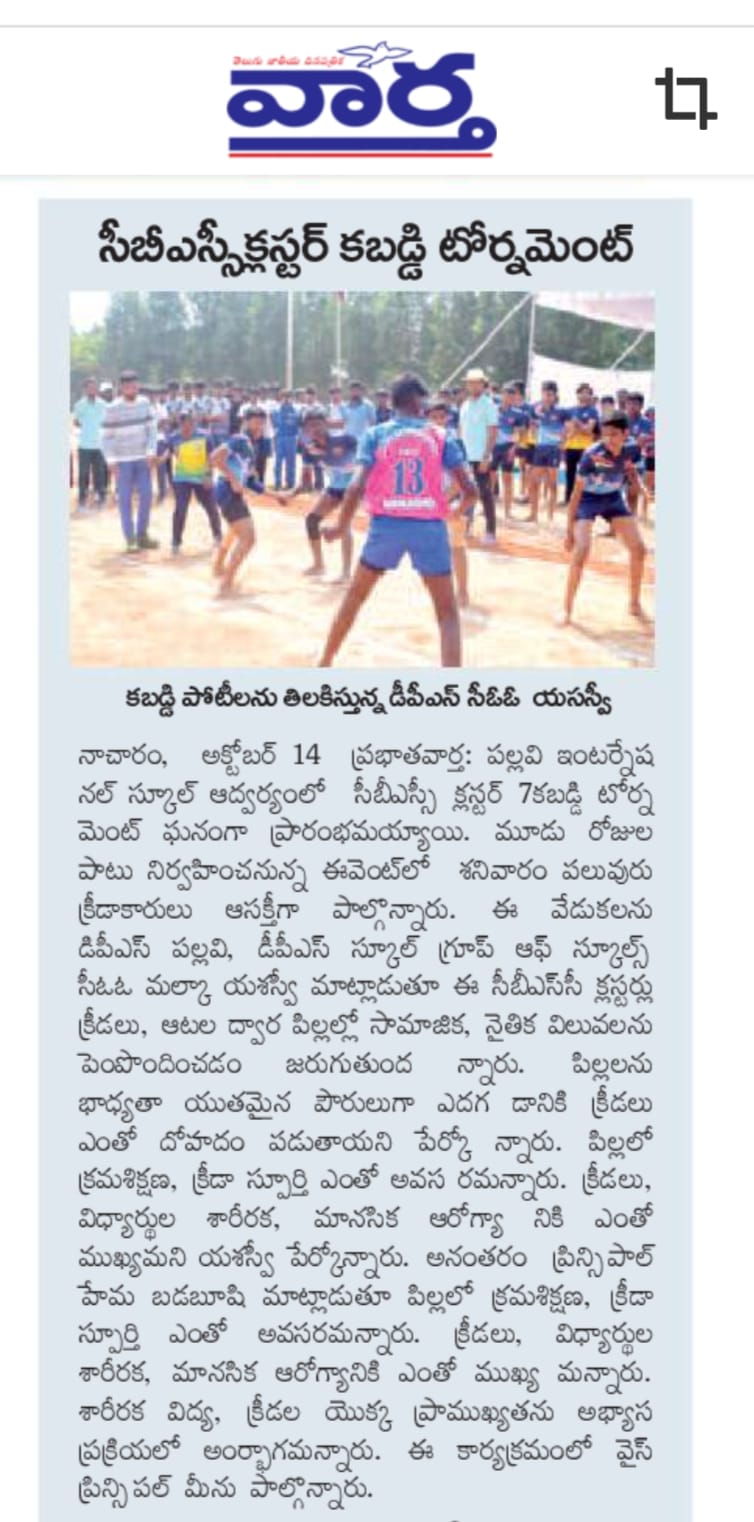 తెలుగు జాతీయ దినపత్రిక
వార్త
సీబీఎస్సీక్లస్టర్ కబడ్డి టోర్నమెంట్
13
కబడ్డి పోటీలను తిలకిస్తున్న డీపీఎస్ సీఓఓ యసస్వీ
నాచారం, అక్టోబర్ 14 ప్రభాతవార్త: పల్లవి ఇంటర్నేష
నల్ స్కూల్ ఆద్వర్యంలో సీబీఎస్సీ క్లస్టర్ 7కబడ్డి టోర్న
మెంట్ ఘనంగా ప్రారంభమయ్యాయి. మూడు రోజుల
పాటు నిర్వహించనున్న ఈవెంట్‌లో శనివారం పలువురు
క్రీడాకారులు ఆసక్తీగా పాల్గొన్నారు. ఈ వేడుకలను
డిపీఎస్ పల్లవి, డీపీఎస్ స్కూల్ గ్రూప్ ఆఫ్ స్కూల్స్
సీఓఓ మల్కా యశస్వీ మాట్లాడుతూ ఈ సీబీఎస్‌సీ క్లస్టర్లు
క్రీడలు, ఆటల ద్వార పిల్లల్లో సామాజిక, నైతిక విలువలను
పెంపొందించడం జరుగుతుంద న్నారు. పిల్లలను
భాధ్యతా యుతమైన పౌరులుగా ఎదగ డానికి క్రీడలు
ఎంతో దోహదం పడుతాయని పేర్కో న్నారు. పిల్లలో
క్రమశిక్షణ, క్రీడా స్పూర్తి ఎంతో అవస రమన్నారు. క్రీడలు,
విధ్యార్థుల శారీరక, మానసిక ఆరోగ్యా నికి ఎంతో
ముఖ్యమని యశస్వీ పేర్కోన్నారు. అనంతరం ప్రిన్సిపాల్
హేమ బడబూషి మాట్లాడుతూ పిల్లలో క్రమశిక్షణ, క్రీడా
స్పూర్తి ఎంతో అవసరమన్నారు. క్రీడలు, విధ్యార్థుల
శారీరక, మానసిక ఆరోగ్యానికి ఎంతో ముఖ్య మన్నారు.
శారీరక విద్య, క్రీడల యొక్క ప్రాముఖ్యతను అభ్యాస
ప్రక్రియలో అంర్భాగమన్నారు. ఈ కార్యక్రమంలో వైస్
ప్రిన్సిపల్ మీను పాల్గొన్నారు.